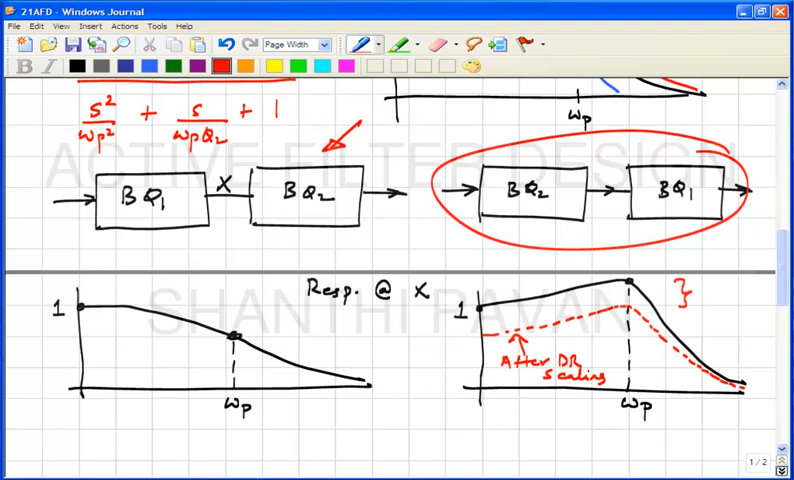 21AFD - Windows Journal
File Edit View Insert Actions Tools Help
Page Width
B I
s²/ωp² + s/ωpQ₂ + 1
ωp
ACTIVE FILTER DESIGN
X
BQ₁ BQ₂ BQ₂ BQ₁
Resp. @ X
SHANTHI PAVAN
1 1
After DR
Scaling
ωp ωp
1 / 2